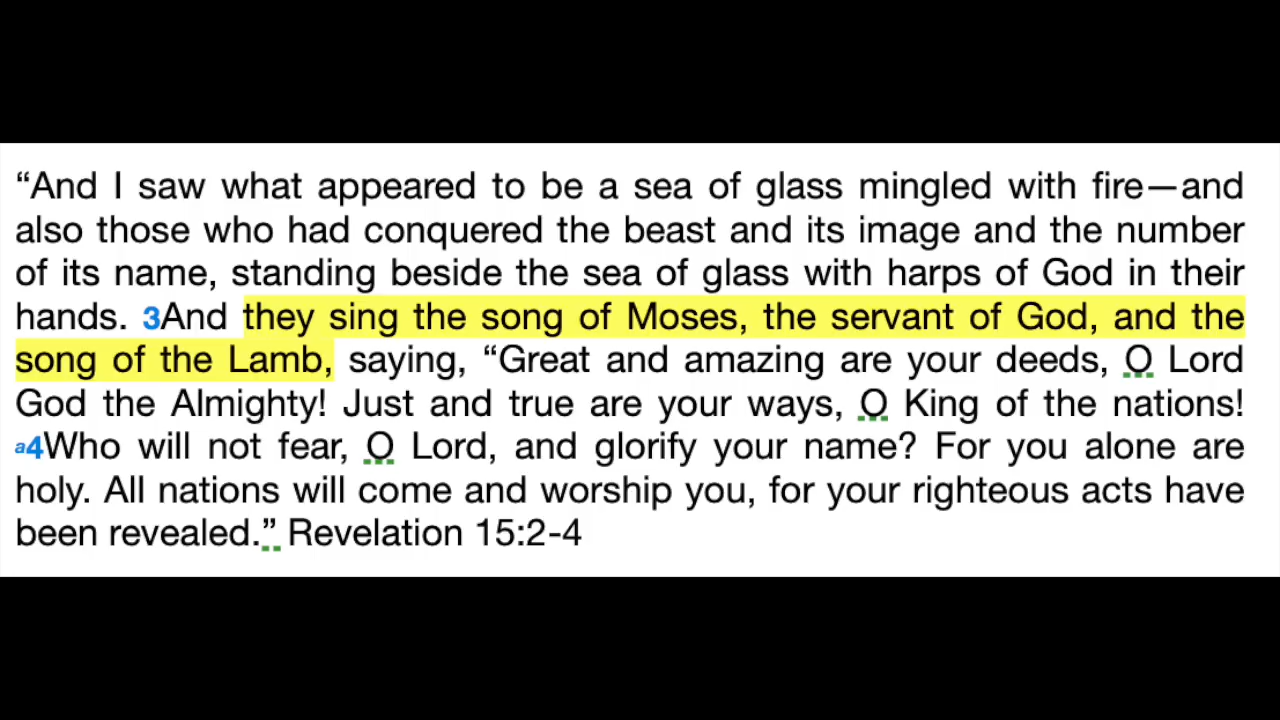 “And I saw what appeared to be a sea of glass mingled with fire—and
also those who had conquered the beast and its image and the number
of its name, standing beside the sea of glass with harps of God in their
hands. 3And they sing the song of Moses, the servant of God, and the
song of the Lamb, saying, “Great and amazing are your deeds, O Lord
God the Almighty! Just and true are your ways, O King of the nations!
a4Who will not fear, O Lord, and glorify your name? For you alone are
holy. All nations will come and worship you, for your righteous acts have
been revealed.” Revelation 15:2-4